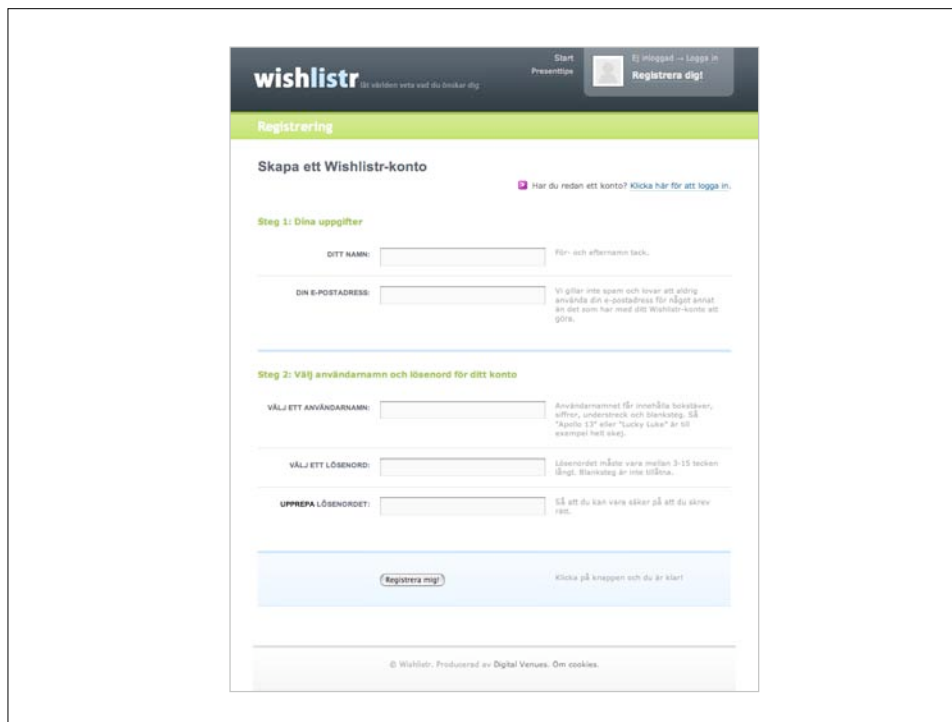 Start
Presenttips
Ej inloggad → Logga in
Registrera dig!
wishlistr låt världen veta vad du önskar dig
Registrering
Skapa ett Wishlistr-konto
Har du redan ett konto? Klicka här för att logga in.
Steg 1: Dina uppgifter
DITT NAMN:
För- och efternamn tack.
DIN E-POSTADRESS:
Vi gillar inte spam och lovar att aldrig
använda din e-postadress för något annat
än det som har med ditt Wishlistr-konto att
göra.
Steg 2: Välj användarnamn och lösenord för ditt konto
VÄLJ ETT ANVÄNDARNAMN:
Användarnamnet får innehålla bokstäver,
siffror, understreck och blanksteg. Så
"Apollo 13" eller "Lucky Luke" är till
exempel helt okej.
VÄLJ ETT LÖSENORD:
Lösenordet måste vara mellan 3-15 tecken
långt. Blanksteg är inte tillåtna.
UPPREPA LÖSENORDET:
Så att du kan vara säker på att du skrev
rätt.
Registrera mig!
Klicka på knappen och du är klar!
© Wishlistr. Producerad av Digital Venues. Om cookies.